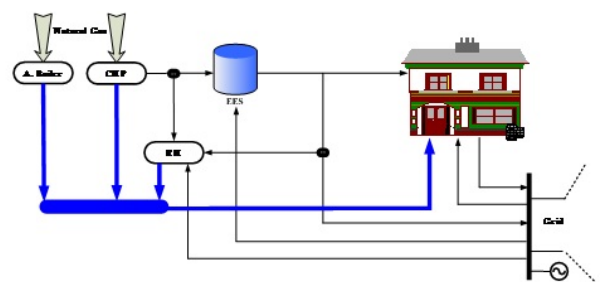 Natural Gas
A. Boiler
CHP
EES
EH
Grid